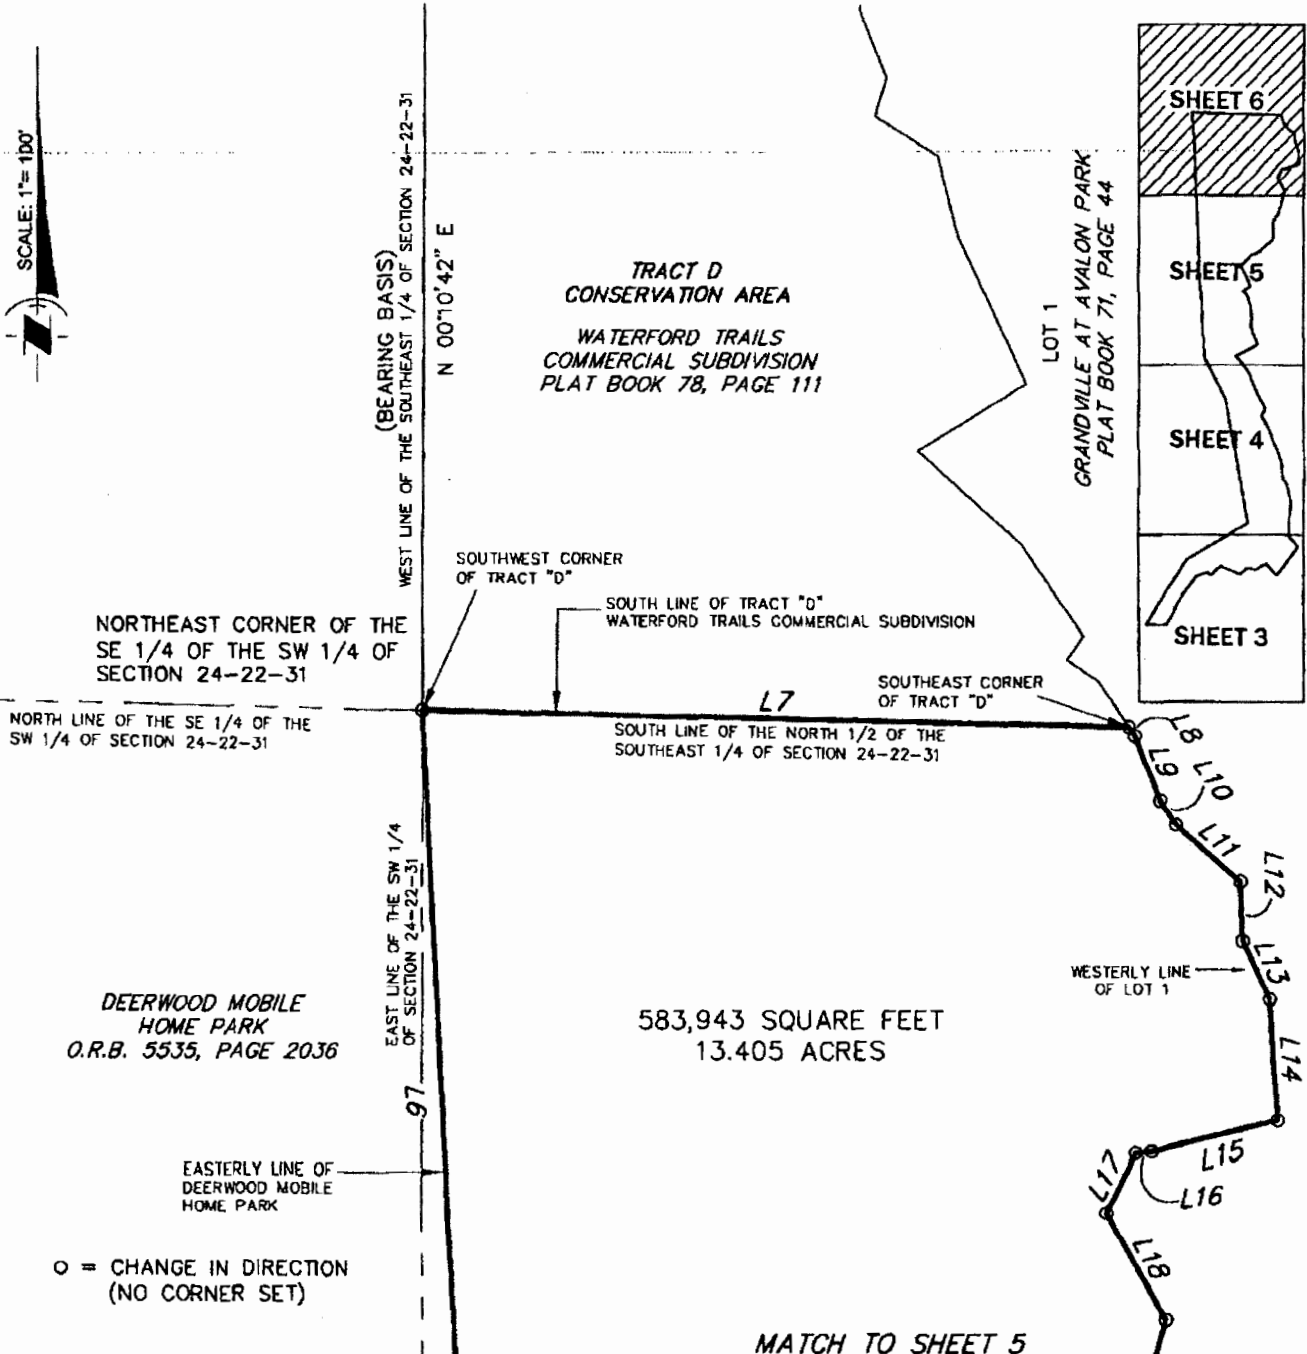 SCALE: 1"= 100'
WEST LINE OF THE SOUTHEAST 1/4 OF SECTION 24-22-31
(BEARING BASIS)
N 00°10'42" E
TRACT D
CONSERVATION AREA
WATERFORD TRAILS
COMMERCIAL SUBDIVISION
PLAT BOOK 78, PAGE 111
LOT 1
GRANDVILLE AT AVALON PARK
PLAT BOOK 71, PAGE 44
SHEET 6
SHEET 5
SHEET 4
SHEET 3
SOUTHWEST CORNER
OF TRACT "D"
SOUTH LINE OF TRACT "D"
WATERFORD TRAILS COMMERCIAL SUBDIVISION
NORTHEAST CORNER OF THE
SE 1/4 OF THE SW 1/4 OF
SECTION 24-22-31
SOUTHEAST CORNER
OF TRACT "D"
L7
NORTH LINE OF THE SE 1/4 OF THE
SW 1/4 OF SECTION 24-22-31
SOUTH LINE OF THE NORTH 1/2 OF THE
SOUTHEAST 1/4 OF SECTION 24-22-31
L8
L9
L10
L11
L12
EAST LINE OF THE SW 1/4
OF SECTION 24-22-31
L13
WESTERLY LINE
OF LOT 1
DEERWOOD MOBILE
HOME PARK
O.R.B. 5535, PAGE 2036
583,943 SQUARE FEET
13.405 ACRES
L14
L6
L15
L16
L17
EASTERLY LINE OF
DEERWOOD MOBILE
HOME PARK
L18
O = CHANGE IN DIRECTION
(NO CORNER SET)
MATCH TO SHEET 5